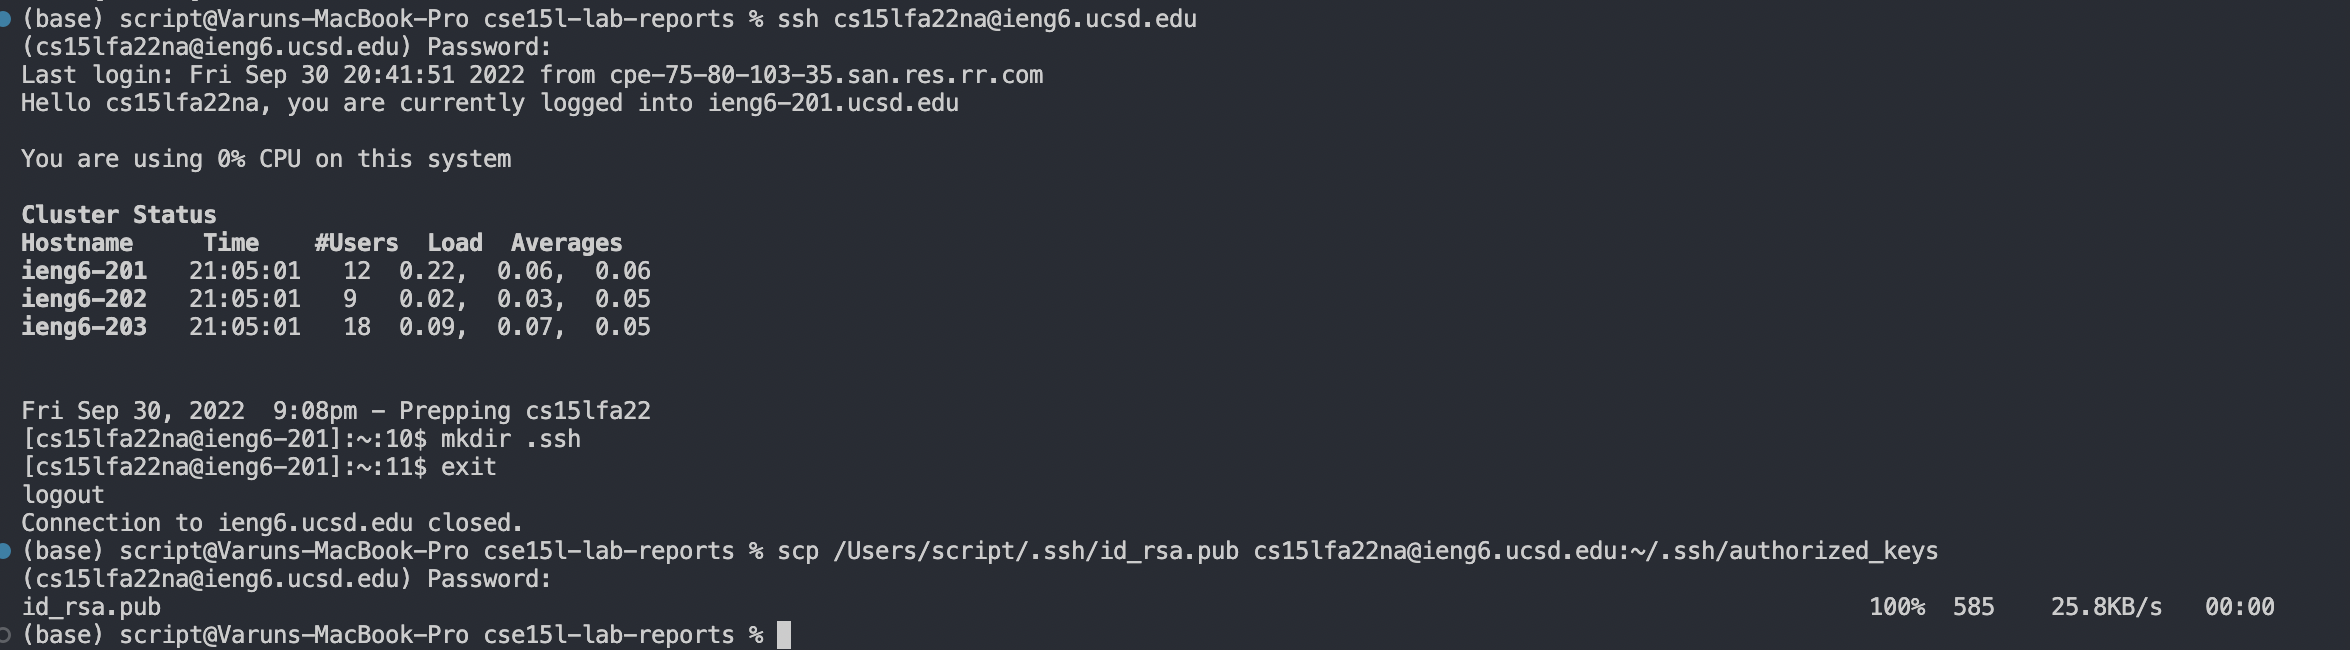 (base) script@Varuns-MacBook-Pro cse15l-lab-reports % ssh cs15lfa22na@ieng6.ucsd.edu
(cs15lfa22na@ieng6.ucsd.edu) Password:
Last login: Fri Sep 30 20:41:51 2022 from cpe-75-80-103-35.san.res.rr.com
Hello cs15lfa22na, you are currently logged into ieng6-201.ucsd.edu

You are using 0% CPU on this system

Cluster Status
Hostname     Time    #Users  Load  Averages
ieng6-201   21:05:01   12  0.22,  0.06,  0.06
ieng6-202   21:05:01   9   0.02,  0.03,  0.05
ieng6-203   21:05:01   18  0.09,  0.07,  0.05

Fri Sep 30, 2022  9:08pm - Prepping cs15lfa22
[cs15lfa22na@ieng6-201]:~:10$ mkdir .ssh
[cs15lfa22na@ieng6-201]:~:11$ exit
logout
Connection to ieng6.ucsd.edu closed.
(base) script@Varuns-MacBook-Pro cse15l-lab-reports % scp /Users/script/.ssh/id_rsa.pub cs15lfa22na@ieng6.ucsd.edu:~/.ssh/authorized_keys
(cs15lfa22na@ieng6.ucsd.edu) Password:
id_rsa.pub    100%  585    25.8KB/s   00:00
(base) script@Varuns-MacBook-Pro cse15l-lab-reports %